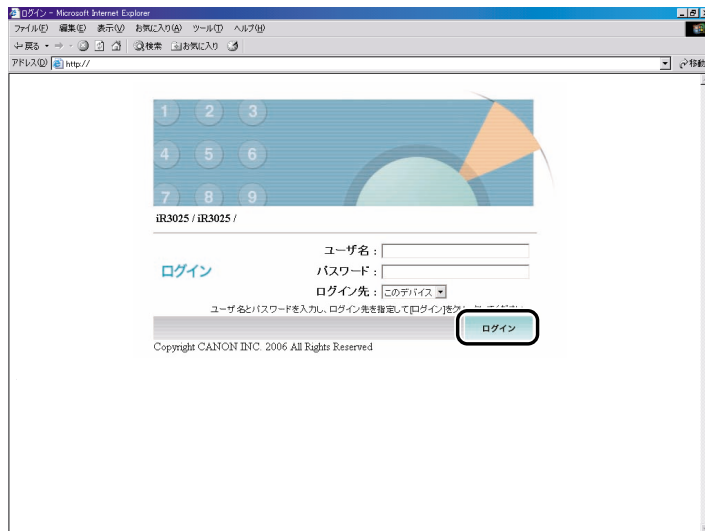 ログイン - Microsoft Internet Explorer
ファイル(F) 編集(E) 表示(V) お気に入り(A) ツール(T) ヘルプ(H)
戻る 検索 お気に入り
アドレス(D) http:// 移動
1 2 3
4 5 6
7 8 9
iR3025 / iR3025 /
ユーザ名 :
ログイン パスワード :
ログイン先 : このデバイス
ユーザ名とパスワードを入力し、ログイン先を指定して[ログイン]を
ログイン
Copyright CANON INC. 2006 All Rights Reserved